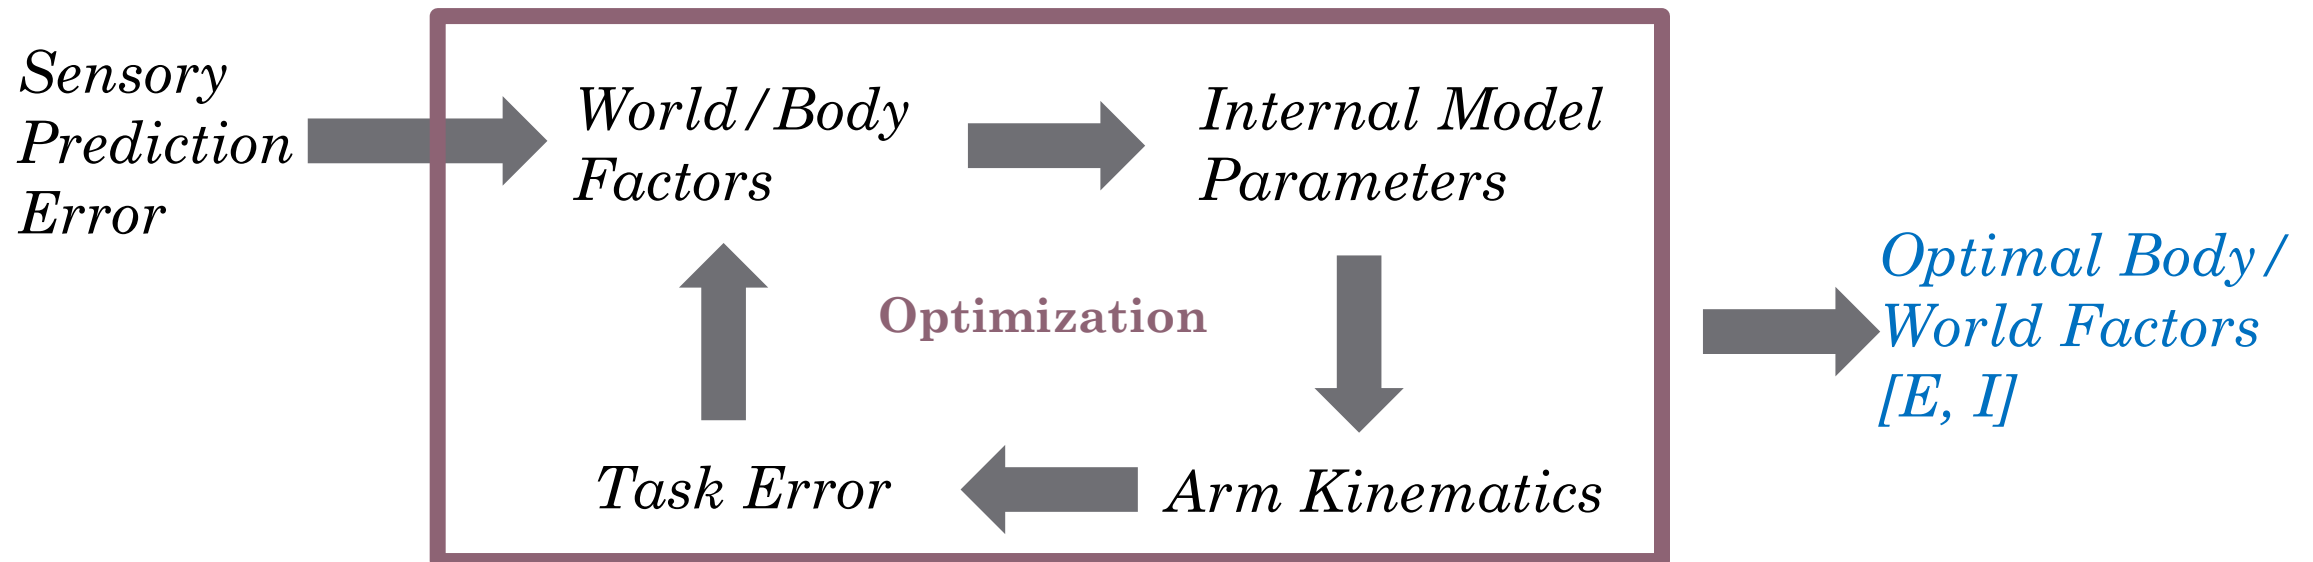 Sensory
Prediction
Error
World/Body
Factors
Internal Model
Parameters
Optimization
Task Error
Arm Kinematics
Optimal Body/
World Factors
[E, I]